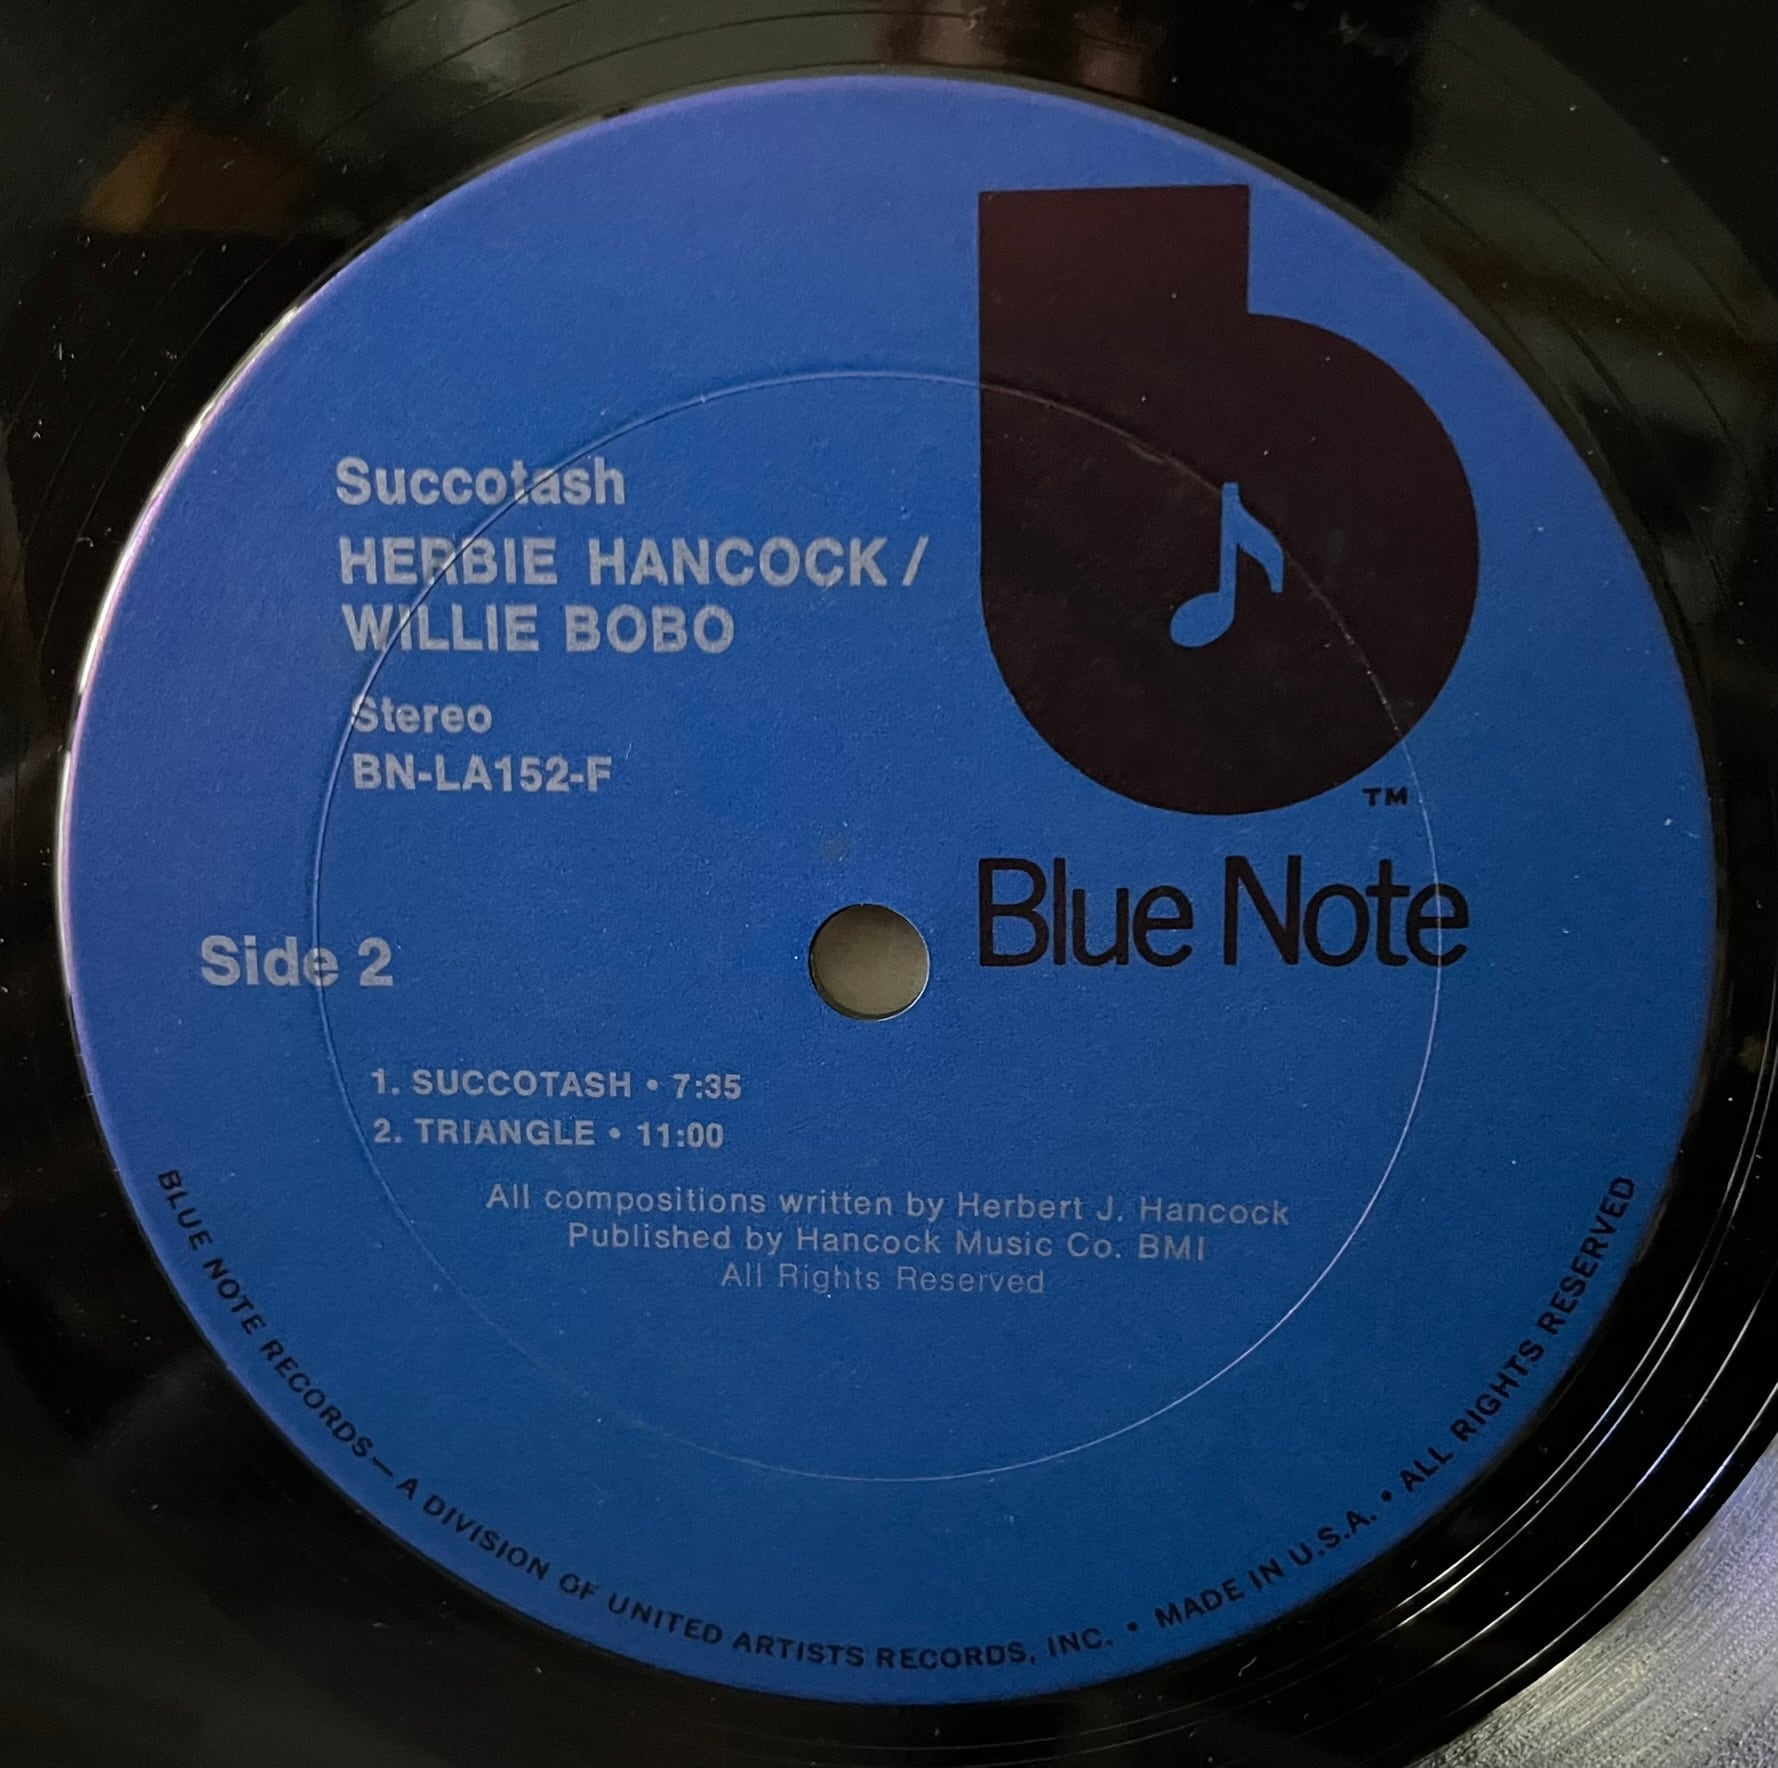 Succotash
HERBIE HANCOCK /
WILLIE BOBO
Stereo
BN-LA152-F
TM
Blue Note
Side 2
1. SUCCOTASH • 7:35
2. TRIANGLE • 11:00
All compositions written by Herbert J. Hancock
Published by Hancock Music Co. BMI
All Rights Reserved
BLUE NOTE RECORDS — A DIVISION OF UNITED ARTISTS RECORDS, INC. • MADE IN U.S.A. • ALL RIGHTS RESERVED